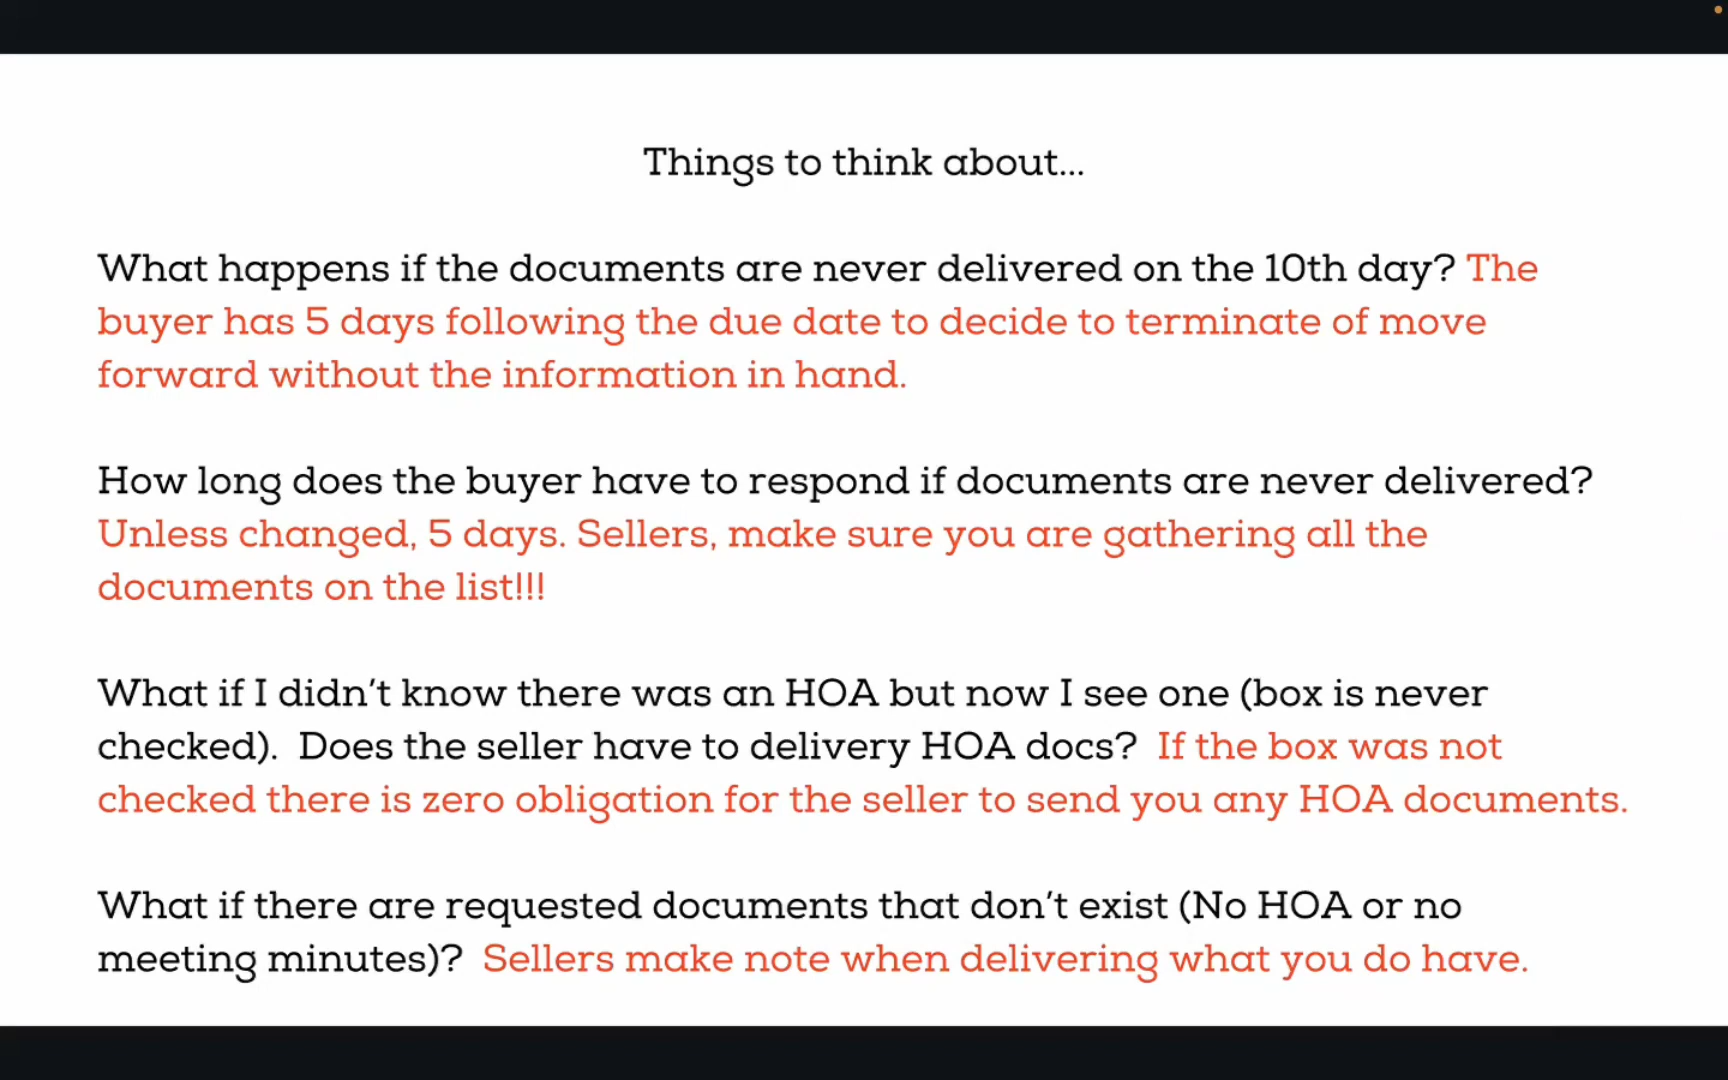 Things to think about...
What happens if the documents are never delivered on the 10th day? The
buyer has 5 days following the due date to decide to terminate of move
forward without the information in hand.
How long does the buyer have to respond if documents are never delivered?
Unless changed, 5 days. Sellers, make sure you are gathering all the
documents on the list!!!
What if I didn't know there was an HOA but now I see one (box is never
checked).  Does the seller have to delivery HOA docs?  If the box was not
checked there is zero obligation for the seller to send you any HOA documents.
What if there are requested documents that don't exist (No HOA or no
meeting minutes)?  Sellers make note when delivering what you do have.